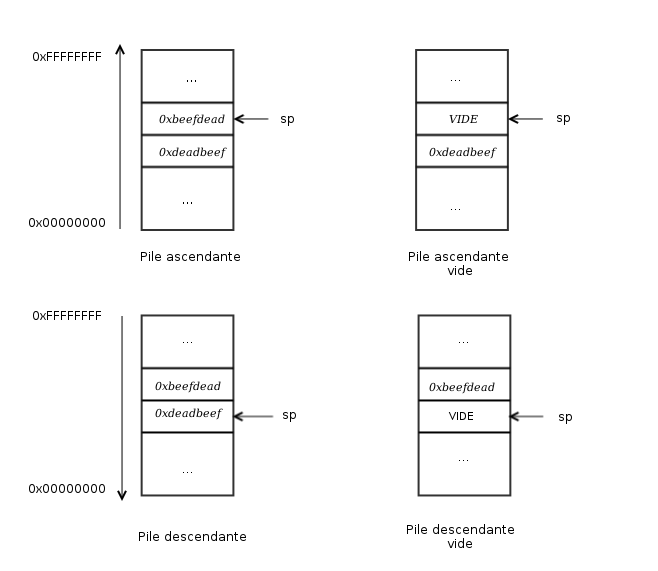 0xFFFFFFFF
...
...
0xbeefdead
sp
VIDE
sp
0xdeadbeef
0xdeadbeef
...
...
0x00000000
Pile ascendante
Pile ascendante
vide
0xFFFFFFFF
...
...
0xbeefdead
0xbeefdead
0xdeadbeef
sp
VIDE
sp
...
...
0x00000000
Pile descendante
Pile descendante
vide